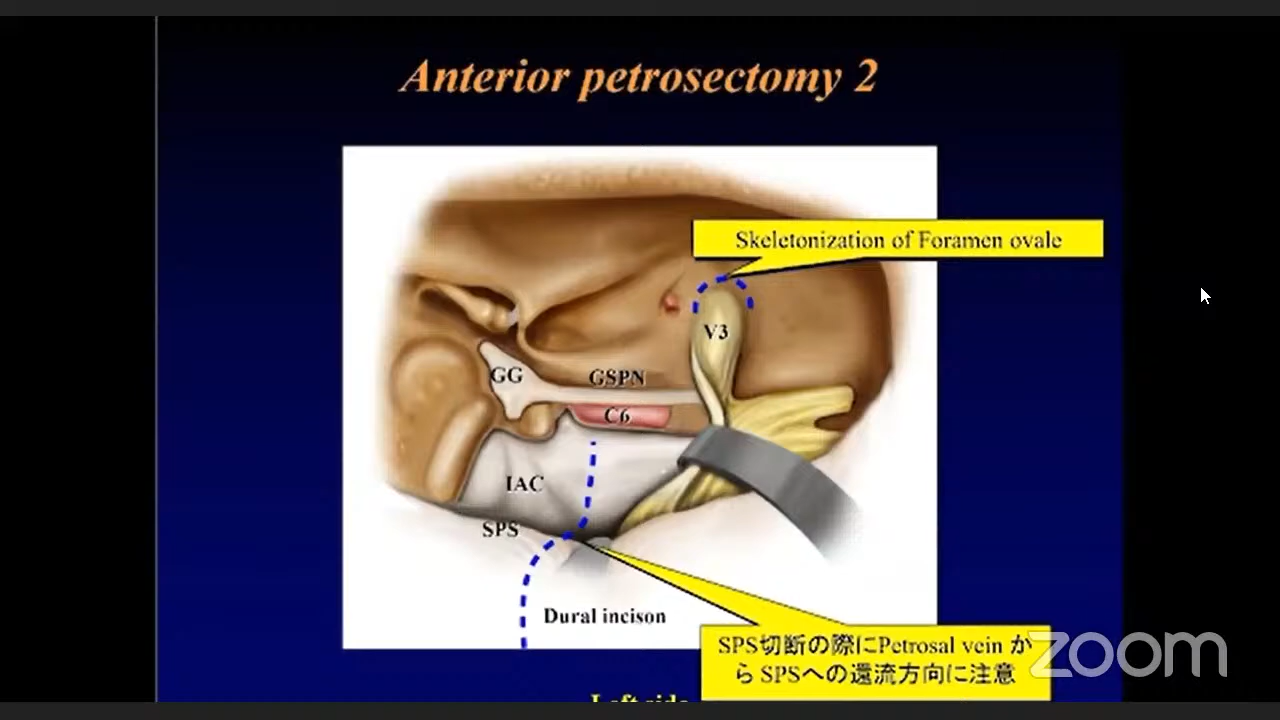 Anterior petrosectomy 2
Skeletonization of Foramen ovale
V3
GG
GSPN
C6
IAC
SPS
Dural incison
SPS切断の際にPetrosal vein か
ら SPSへの還流方向に注意
zoom
Left side